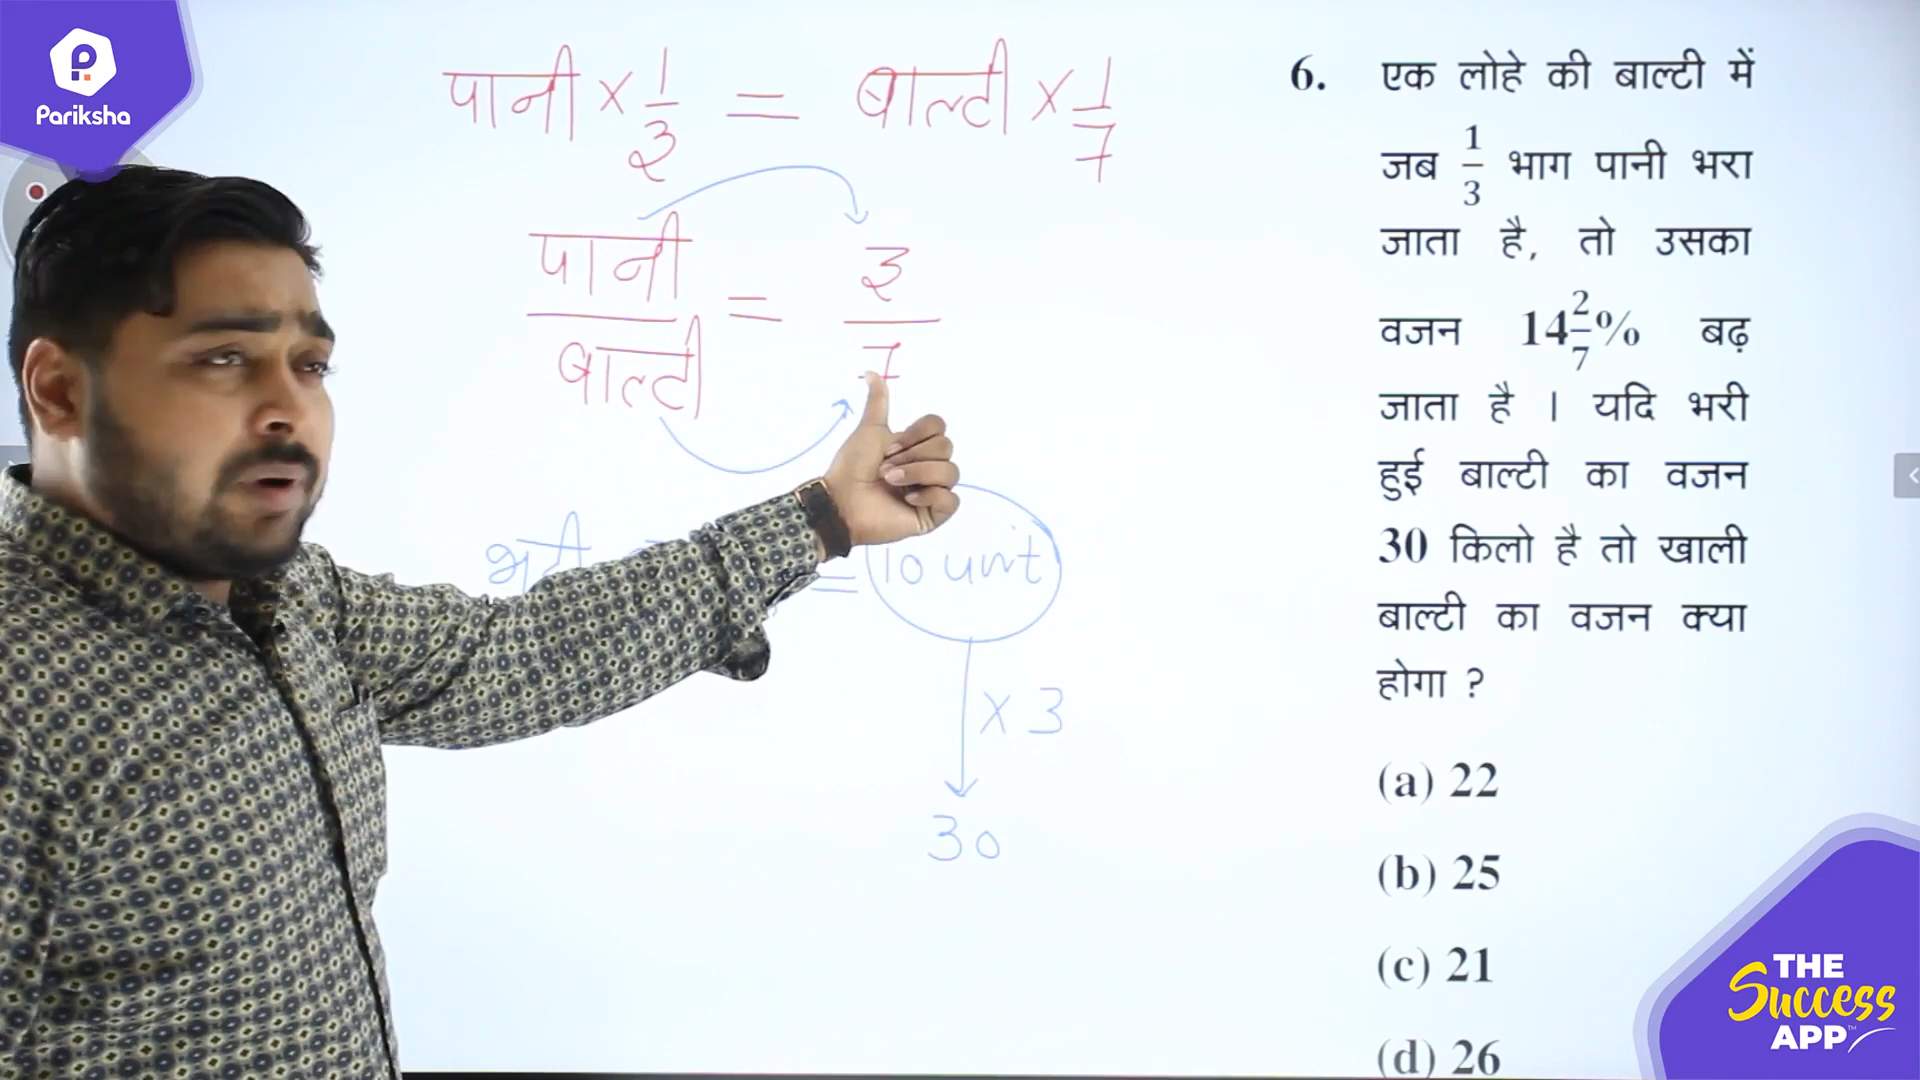 Pariksha
पानी × 1/3 = बाल्टी × 1/7
पानी/बाल्टी = 3/7
= 10 unit
× 3
30
6. एक लोहे की बाल्टी में
जब 1/3 भाग पानी भरा
जाता है, तो उसका
वजन 14 2/7% बढ़
जाता है । यदि भरी
हुई बाल्टी का वजन
30 किलो है तो खाली
बाल्टी का वजन क्या
होगा ?
(a) 22
(b) 25
(c) 21
(d) 26
THE
Success
APP™